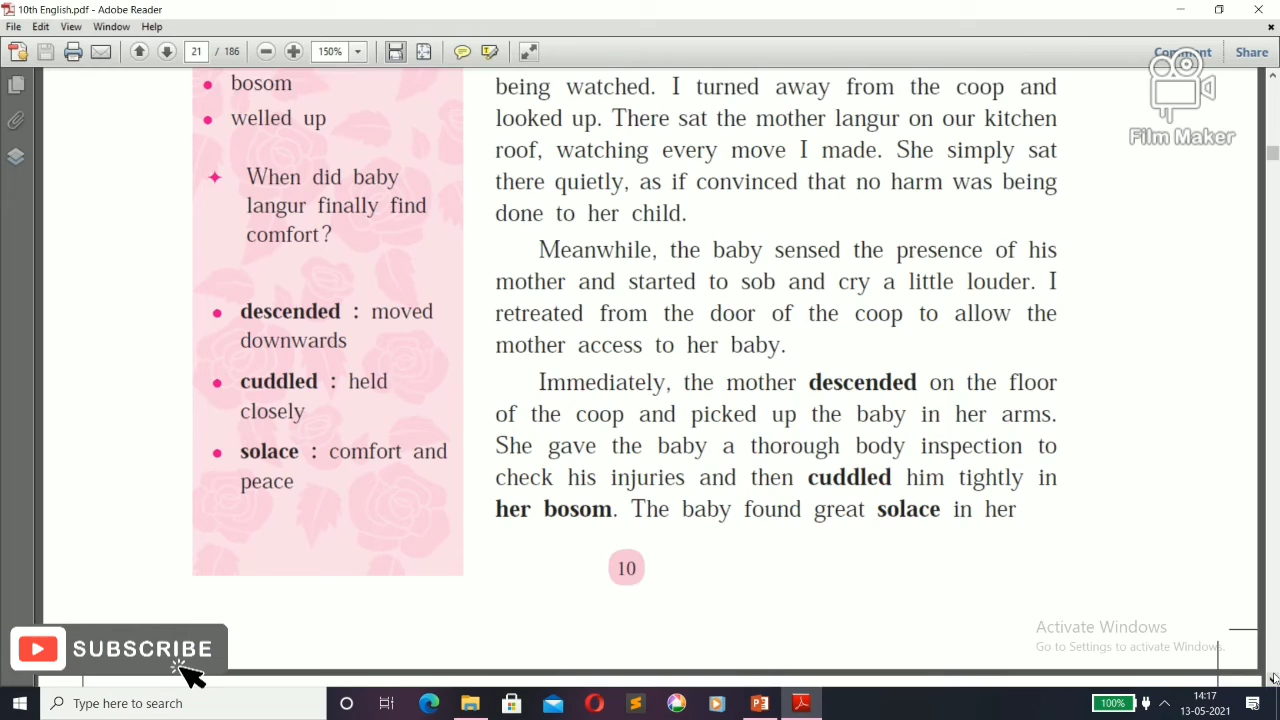 10th English.pdf - Adobe Reader
File Edit View Window Help
21 / 186
150%
Comment
Share
Film Maker
bosom
welled up
When did baby
langur finally find
comfort?
descended : moved
downwards
cuddled : held
closely
solace : comfort and
peace
being watched. I turned away from the coop and
looked up. There sat the mother langur on our kitchen
roof, watching every move I made. She simply sat
there quietly, as if convinced that no harm was being
done to her child.
Meanwhile, the baby sensed the presence of his
mother and started to sob and cry a little louder. I
retreated from the door of the coop to allow the
mother access to her baby.
Immediately, the mother descended on the floor
of the coop and picked up the baby in her arms.
She gave the baby a thorough body inspection to
check his injuries and then cuddled him tightly in
her bosom. The baby found great solace in her
10
Activate Windows
Go to Settings to activate Windows.
SUBSCRIBE
Type here to search
100%
14:17
13-05-2021